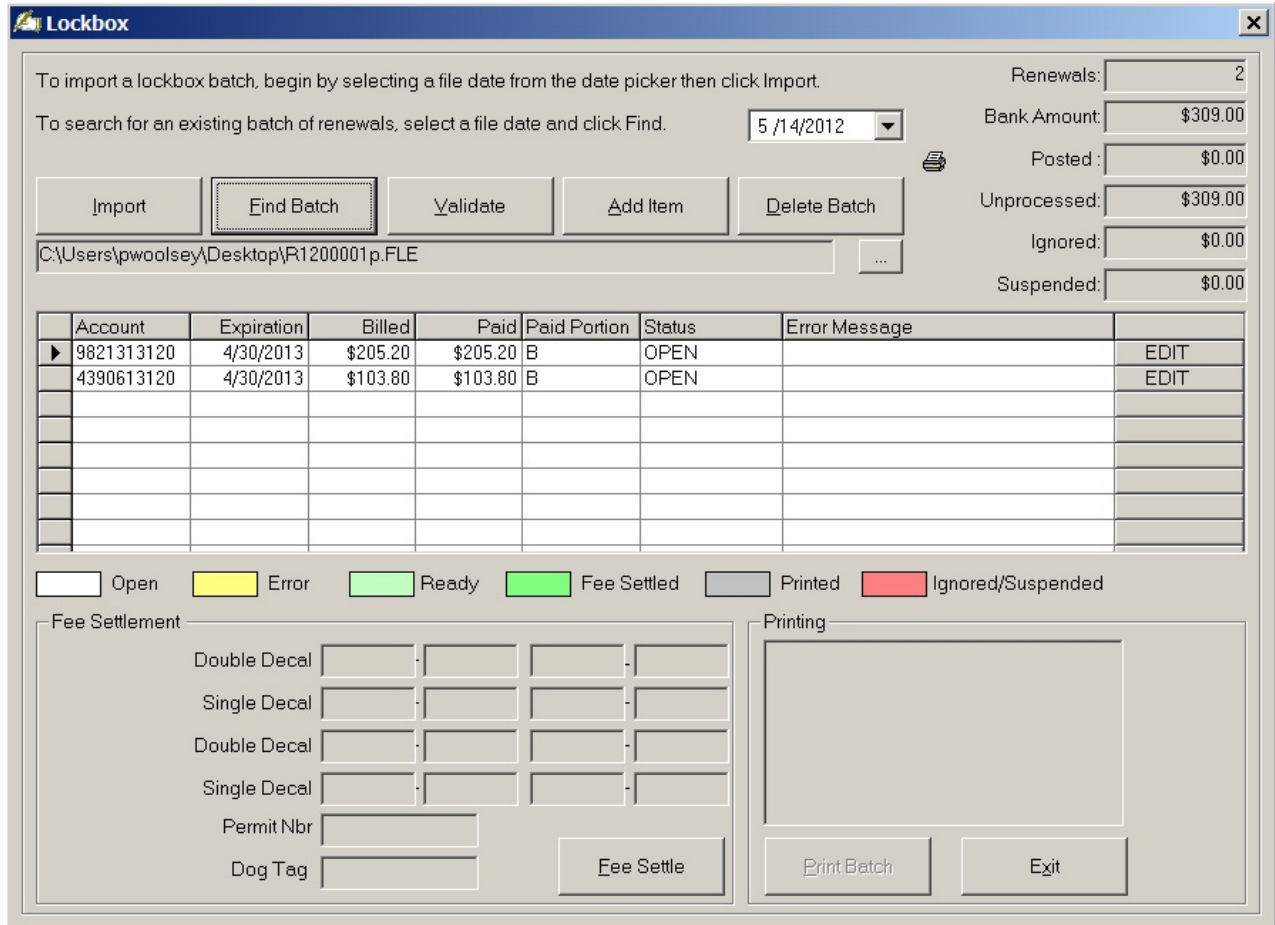 Lockbox
To import a lockbox batch, begin by selecting a file date from the date picker then click Import.
To search for an existing batch of renewals, select a file date and click Find.
5 /14/2012
Renewals: 2
Bank Amount: $309.00
Posted : $0.00
Unprocessed: $309.00
Ignored: $0.00
Suspended: $0.00
Import Find Batch Validate Add Item Delete Batch
C:\Users\pwoolsey\Desktop\R1200001p.FLE ...
Account Expiration Billed Paid Paid Portion Status Error Message
9821313120 4/30/2013 $205.20 $205.20 B OPEN EDIT
4390613120 4/30/2013 $103.80 $103.80 B OPEN EDIT
Open Error Ready Fee Settled Printed Ignored/Suspended
Fee Settlement
Double Decal - -
Single Decal - -
Double Decal - -
Single Decal - -
Permit Nbr
Dog Tag
Fee Settle
Printing
Print Batch Exit